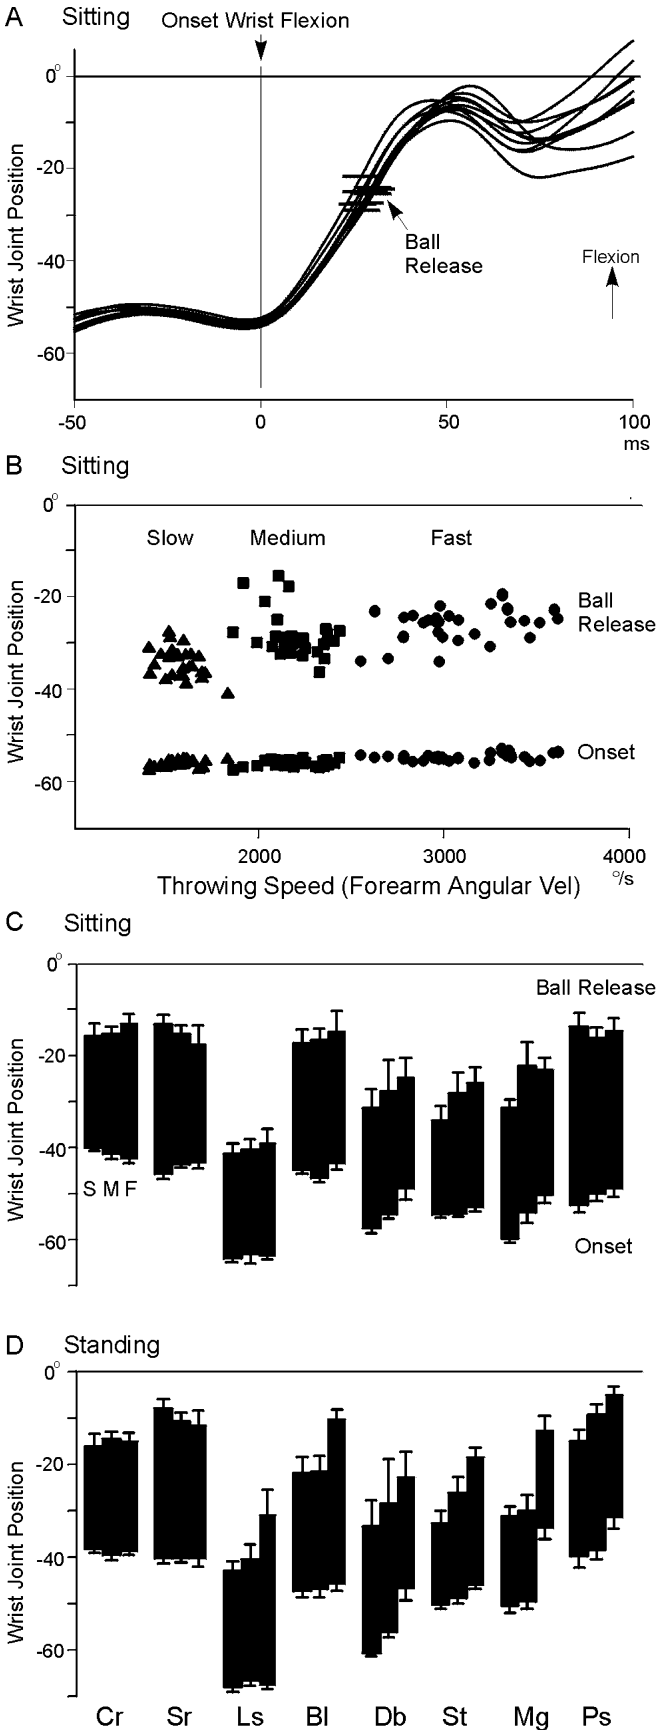 A Sitting Onset Wrist Flexion
0°
-20
-40
-60
Wrist Joint Position
Ball
Release
Flexion
-50 0 50 100
ms
B Sitting
0°
Slow Medium Fast
-20
-40
-60
Wrist Joint Position
Ball
Release
Onset
2000 3000 4000
Throwing Speed (Forearm Angular Vel) °/s
C Sitting
0°
Ball Release
-20
-40
-60
Wrist Joint Position
S M F
Onset
D Standing
0°
-20
-40
-60
Wrist Joint Position
Cr Sr Ls Bl Db St Mg Ps